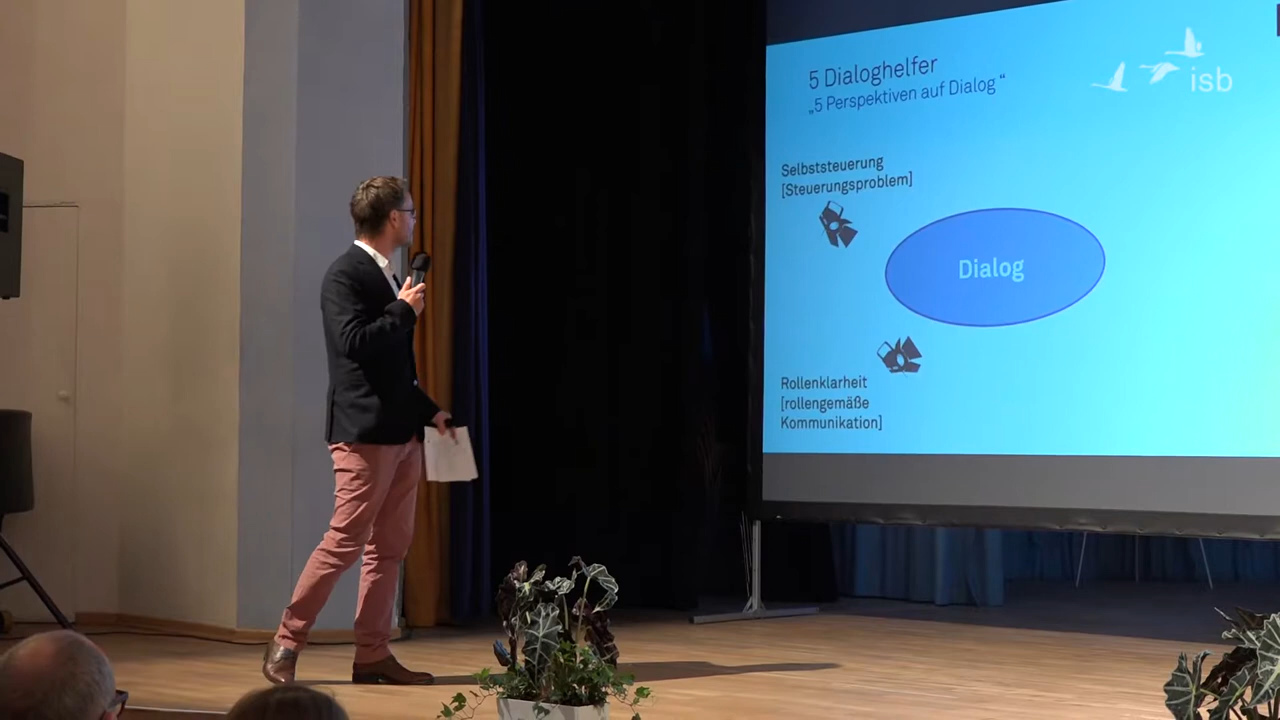 5 Dialoghelfer
„5 Perspektiven auf Dialog “
isb
Selbststeuerung
[Steuerungsproblem]
Dialog
Rollenklarheit
[rollengemäße
Kommunikation]